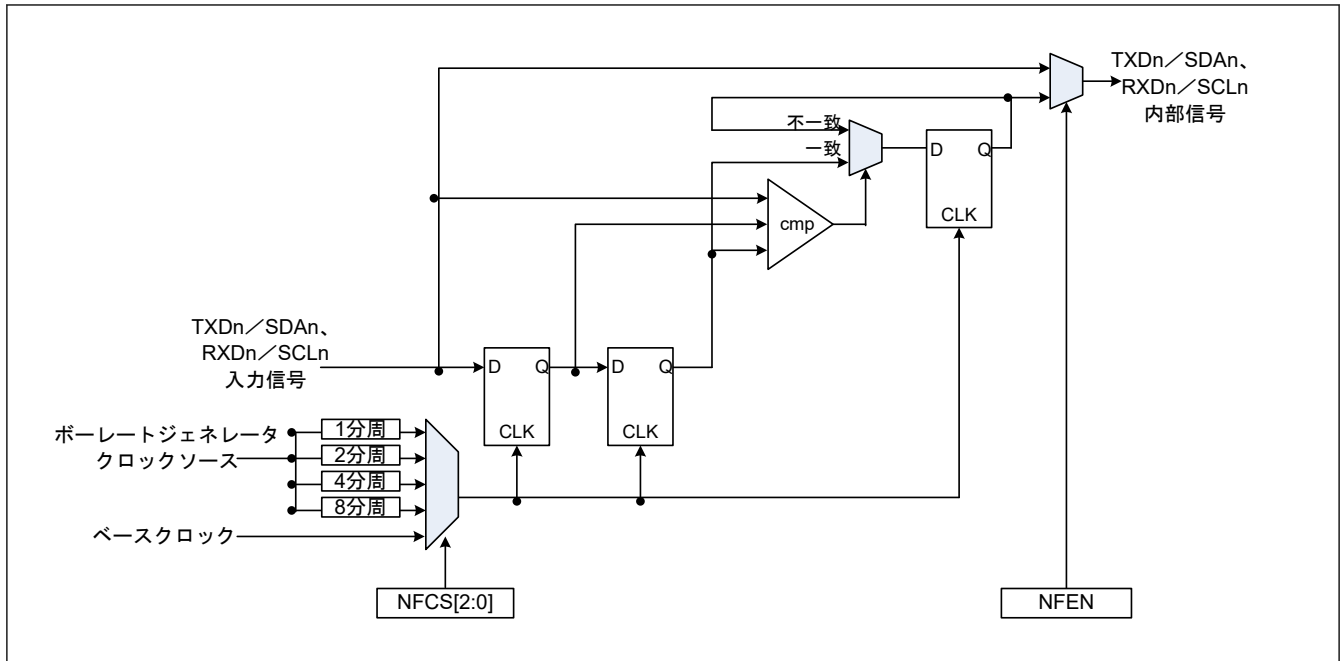 TXDn／SDAn、
RXDn／SCLn
内部信号
不一致
一致
D
Q
CLK
cmp
TXDn／SDAn、
RXDn／SCLn
入力信号
D
Q
CLK
D
Q
CLK
ボーレートジェネレータ
クロックソース
1分周
2分周
4分周
8分周
ベースクロック
NFCS[2:0]
NFEN